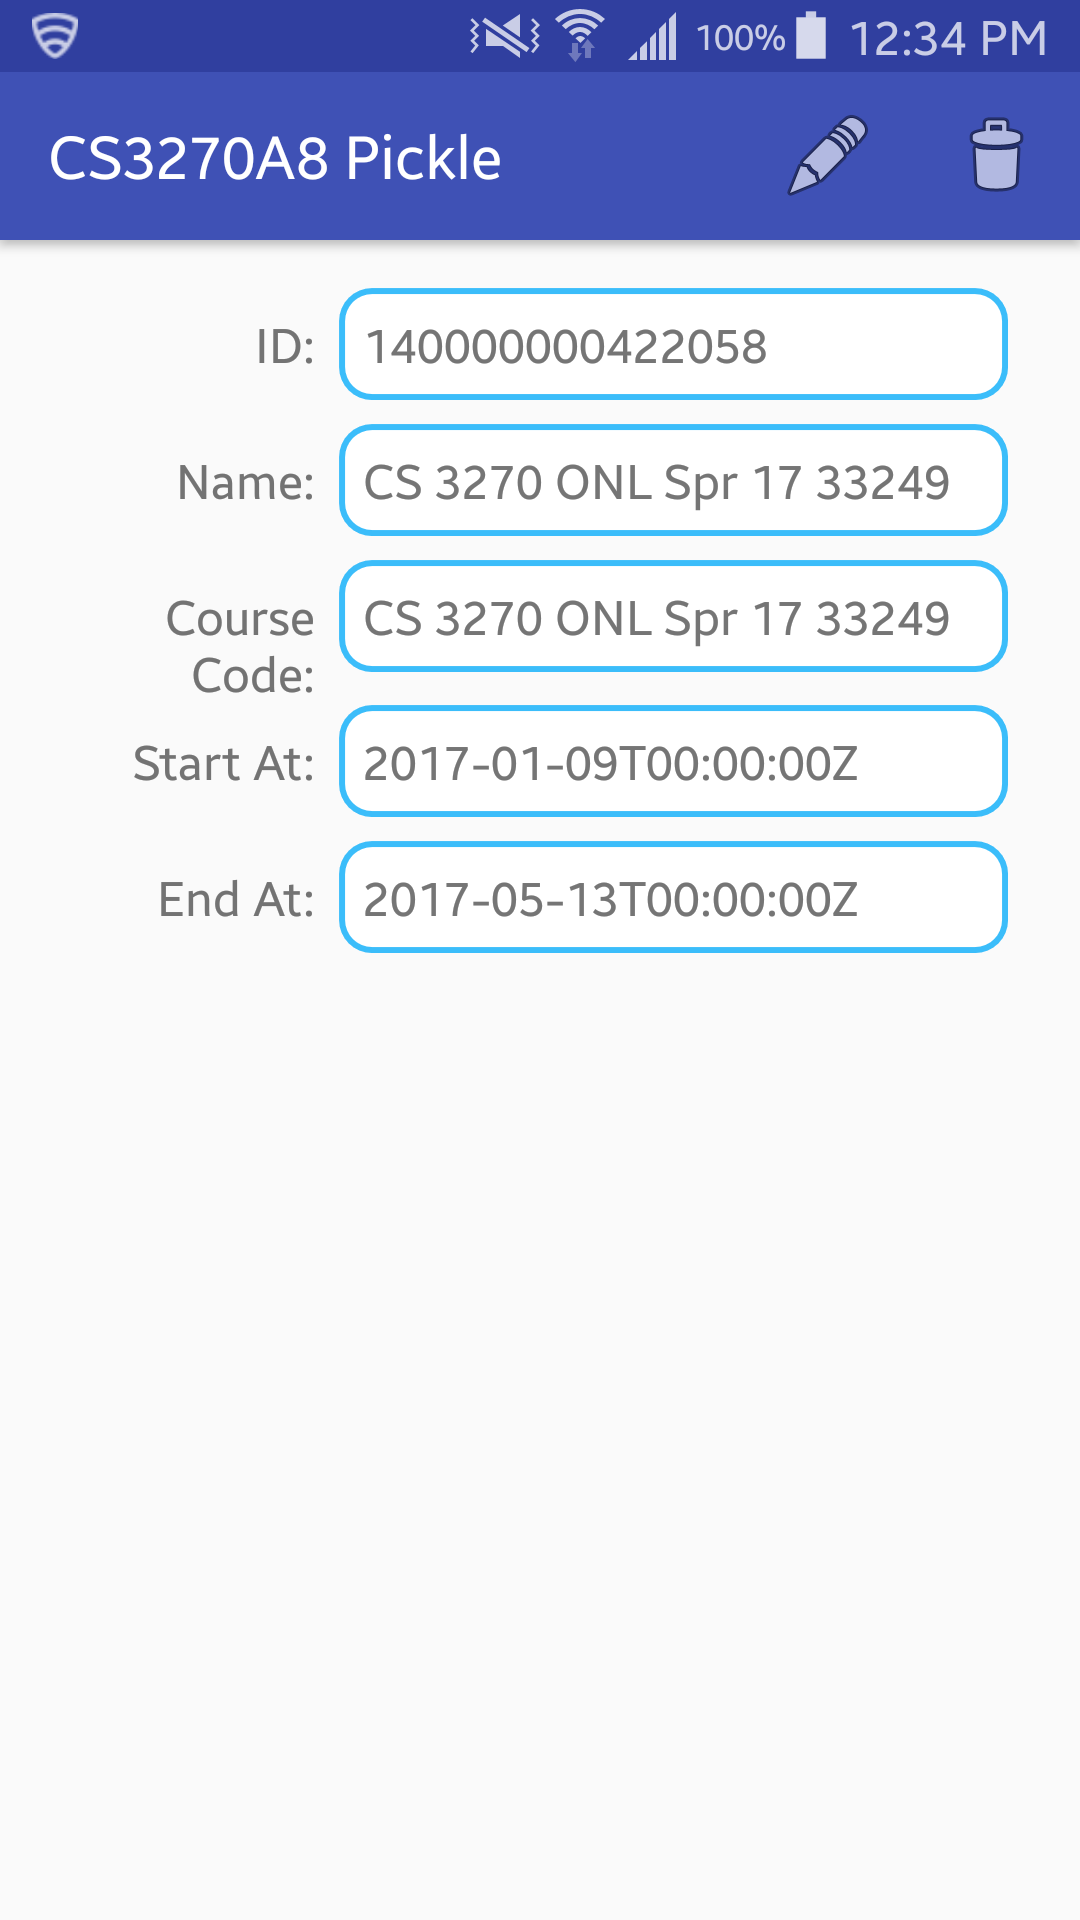 100% 12:34 PM
CS3270A8 Pickle
ID: 140000000422058
Name: CS 3270 ONL Spr 17 33249
Course Code: CS 3270 ONL Spr 17 33249
Start At: 2017-01-09T00:00:00Z
End At: 2017-05-13T00:00:00Z